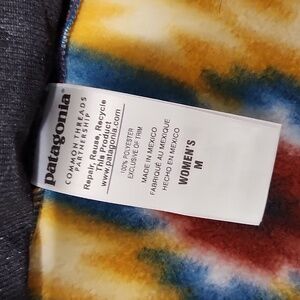 patagonia®
COMMON THREADS
PARTNERSHIP
Repair, Reuse, Recycle
This Product
www.patagonia.com
100% POLYESTER
EXCLUSIVE OF TRIM
MADE IN MEXICO
FABRIQUÉ AU MEXIQUE
HECHO EN MEXICO
WOMEN'S
M